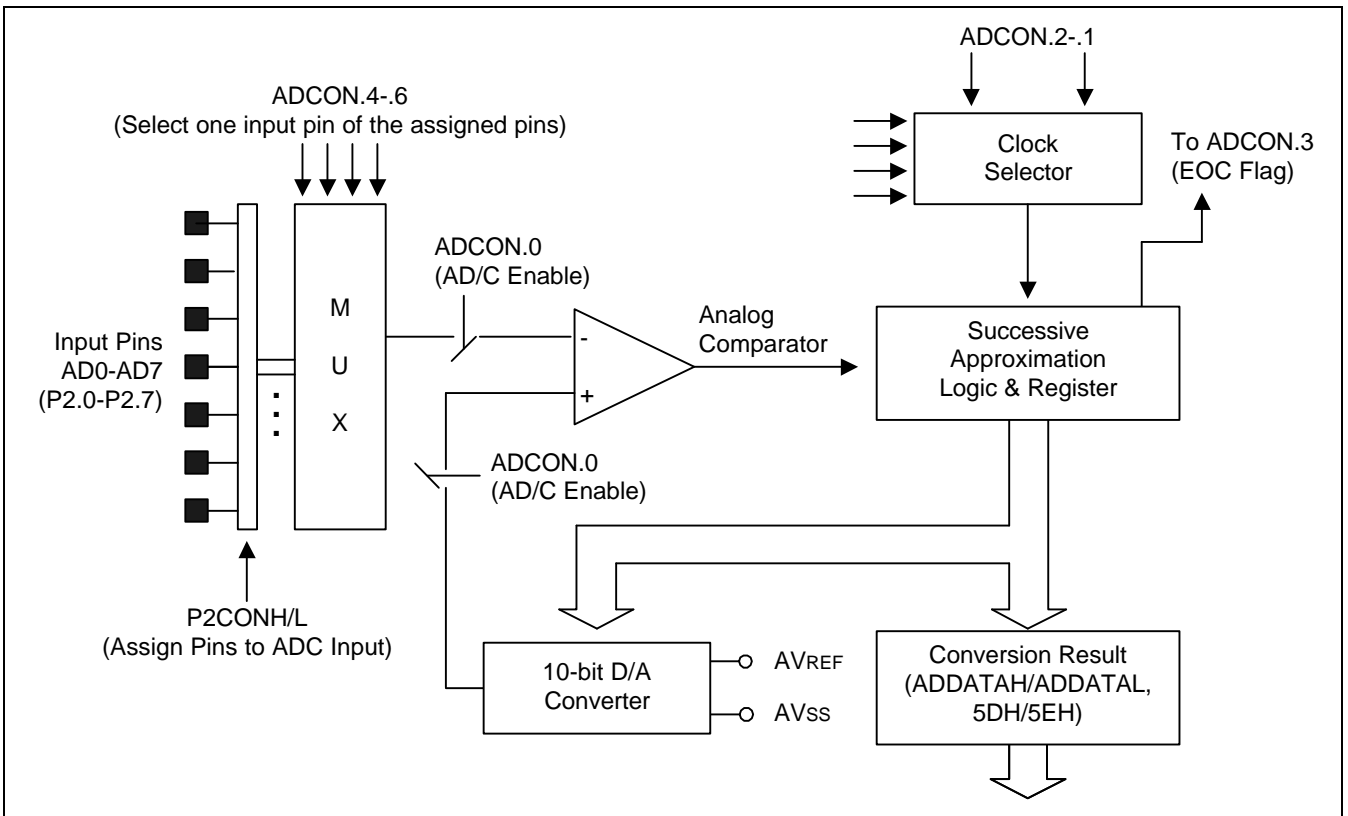 ADCON.2-.1
ADCON.4-.6
(Select one input pin of the assigned pins)
Clock
Selector
To ADCON.3
(EOC Flag)
ADCON.0
(AD/C Enable)
M
U
X
Input Pins
AD0-AD7
(P2.0-P2.7)
-
+
Analog
Comparator
Successive
Approximation
Logic & Register
ADCON.0
(AD/C Enable)
P2CONH/L
(Assign Pins to ADC Input)
10-bit D/A
Converter
AVREF
AVSS
Conversion Result
(ADDATAH/ADDATAL,
5DH/5EH)